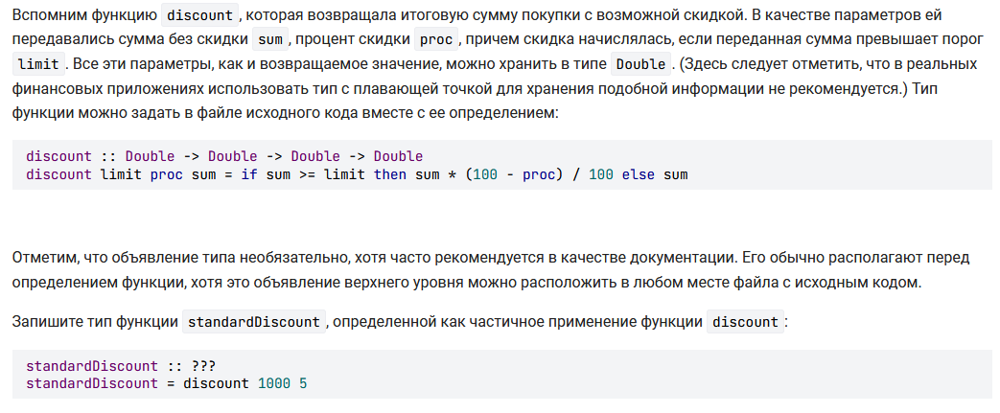 Вспомним функцию discount, которая возвращала итоговую сумму покупки с возможной скидкой. В качестве параметров ей
передавались сумма без скидки sum, процент скидки proc, причем скидка начислялась, если переданная сумма превышает порог
limit. Все эти параметры, как и возвращаемое значение, можно хранить в типе Double. (Здесь следует отметить, что в реальных
финансовых приложениях использовать тип с плавающей точкой для хранения подобной информации не рекомендуется.) Тип
функции можно задать в файле исходного кода вместе с ее определением:
discount :: Double -> Double -> Double -> Double
discount limit proc sum = if sum >= limit then sum * (100 - proc) / 100 else sum
Отметим, что объявление типа необязательно, хотя часто рекомендуется в качестве документации. Его обычно располагают перед
определением функции, хотя это объявление верхнего уровня можно расположить в любом месте файла с исходным кодом.
Запишите тип функции standardDiscount, определенной как частичное применение функции discount:
standardDiscount :: ???
standardDiscount = discount 1000 5